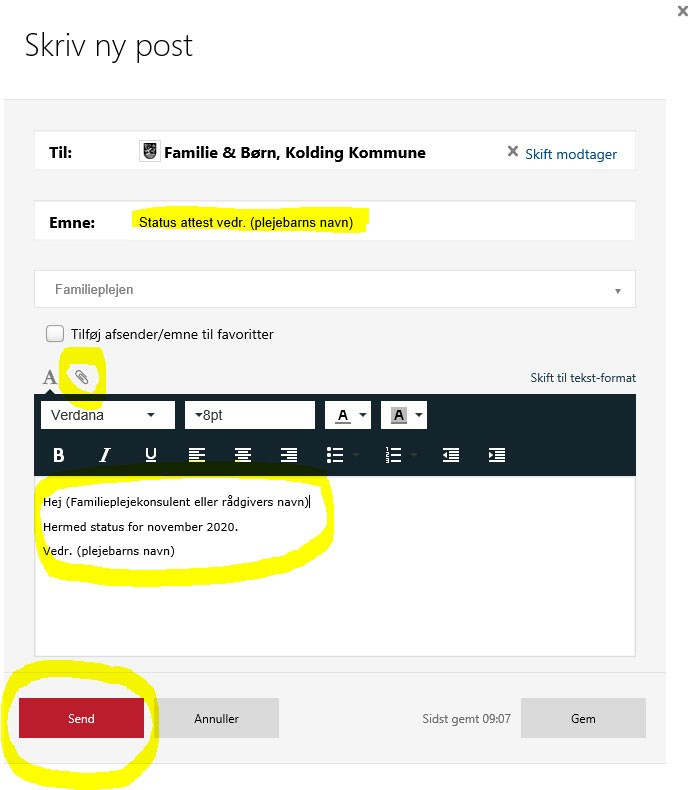 Skriv ny post
Til: Familie & Børn, Kolding Kommune Skift modtager
Emne: Status attest vedr. (plejebarns navn)
Familieplejen
Tilføj afsender/emne til favoritter
A Skift til tekst-format
Verdana 8pt A A
B I U
Hej (Familieplejekonsulent eller rådgivers navn)
Hermed status for november 2020.
Vedr. (plejebarns navn)
Send Annuller Sidst gemt 09:07 Gem